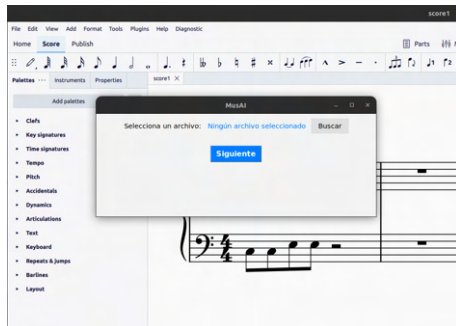 score1
File Edit View Add Format Tools Plugins Help Diagnostic
Home Score Publish
Parts
Palettes Instruments Properties
score1
Add palettes
Clefs
Key signatures
Time signatures
Tempo
Pitch
Accidentals
Dynamics
Articulations
Text
Keyboard
Repeats & jumps
Barlines
Layout
MusAI
Selecciona un archivo: Ningún archivo seleccionado Buscar
Siguiente
4
4